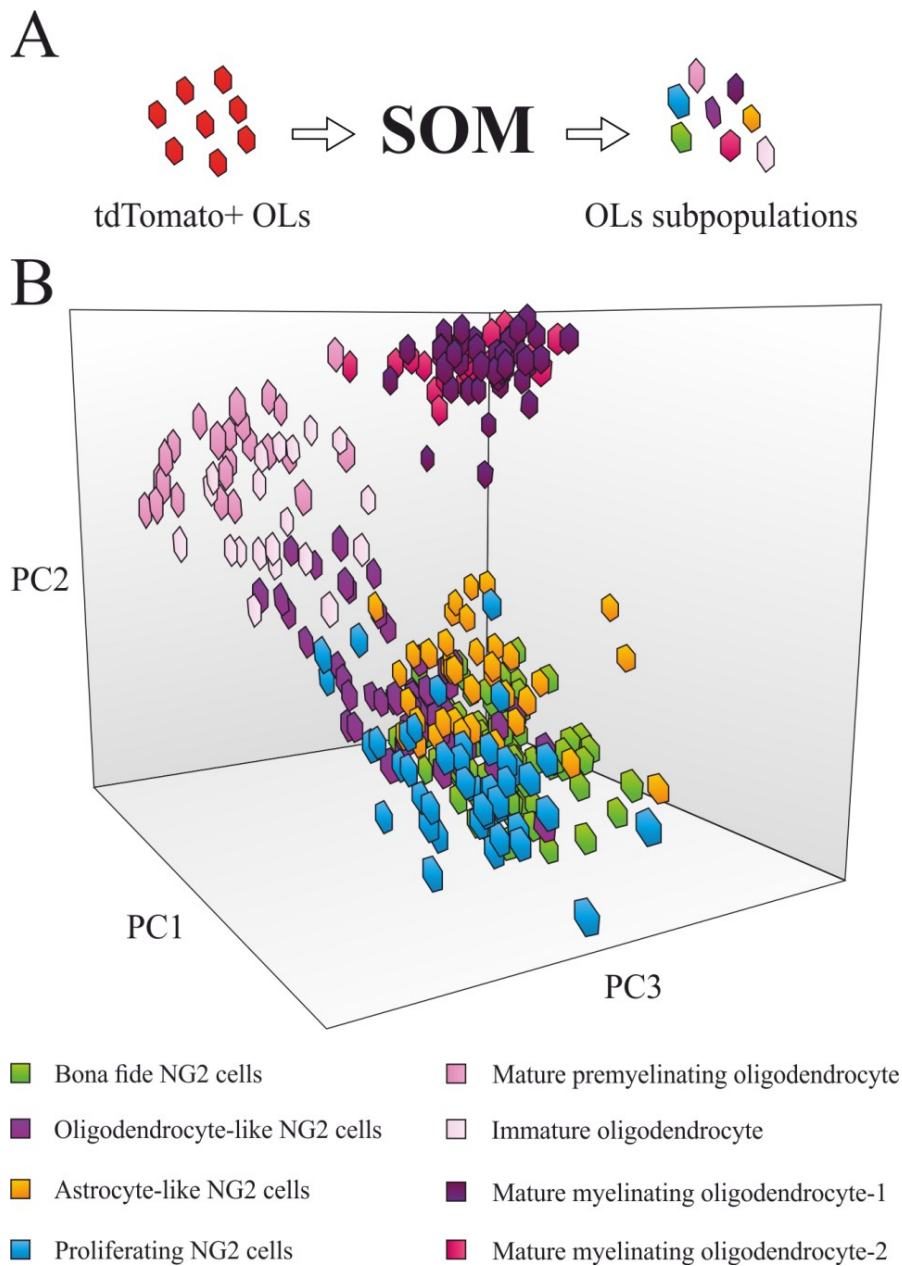 A
SOM
tdTomato+ OLs
OLs subpopulations
B
PC2
PC1
PC3
Bona fide NG2 cells
Oligodendrocyte-like NG2 cells
Astrocyte-like NG2 cells
Proliferating NG2 cells
Mature premyelinating oligodendrocyte
Immature oligodendrocyte
Mature myelinating oligodendrocyte-1
Mature myelinating oligodendrocyte-2